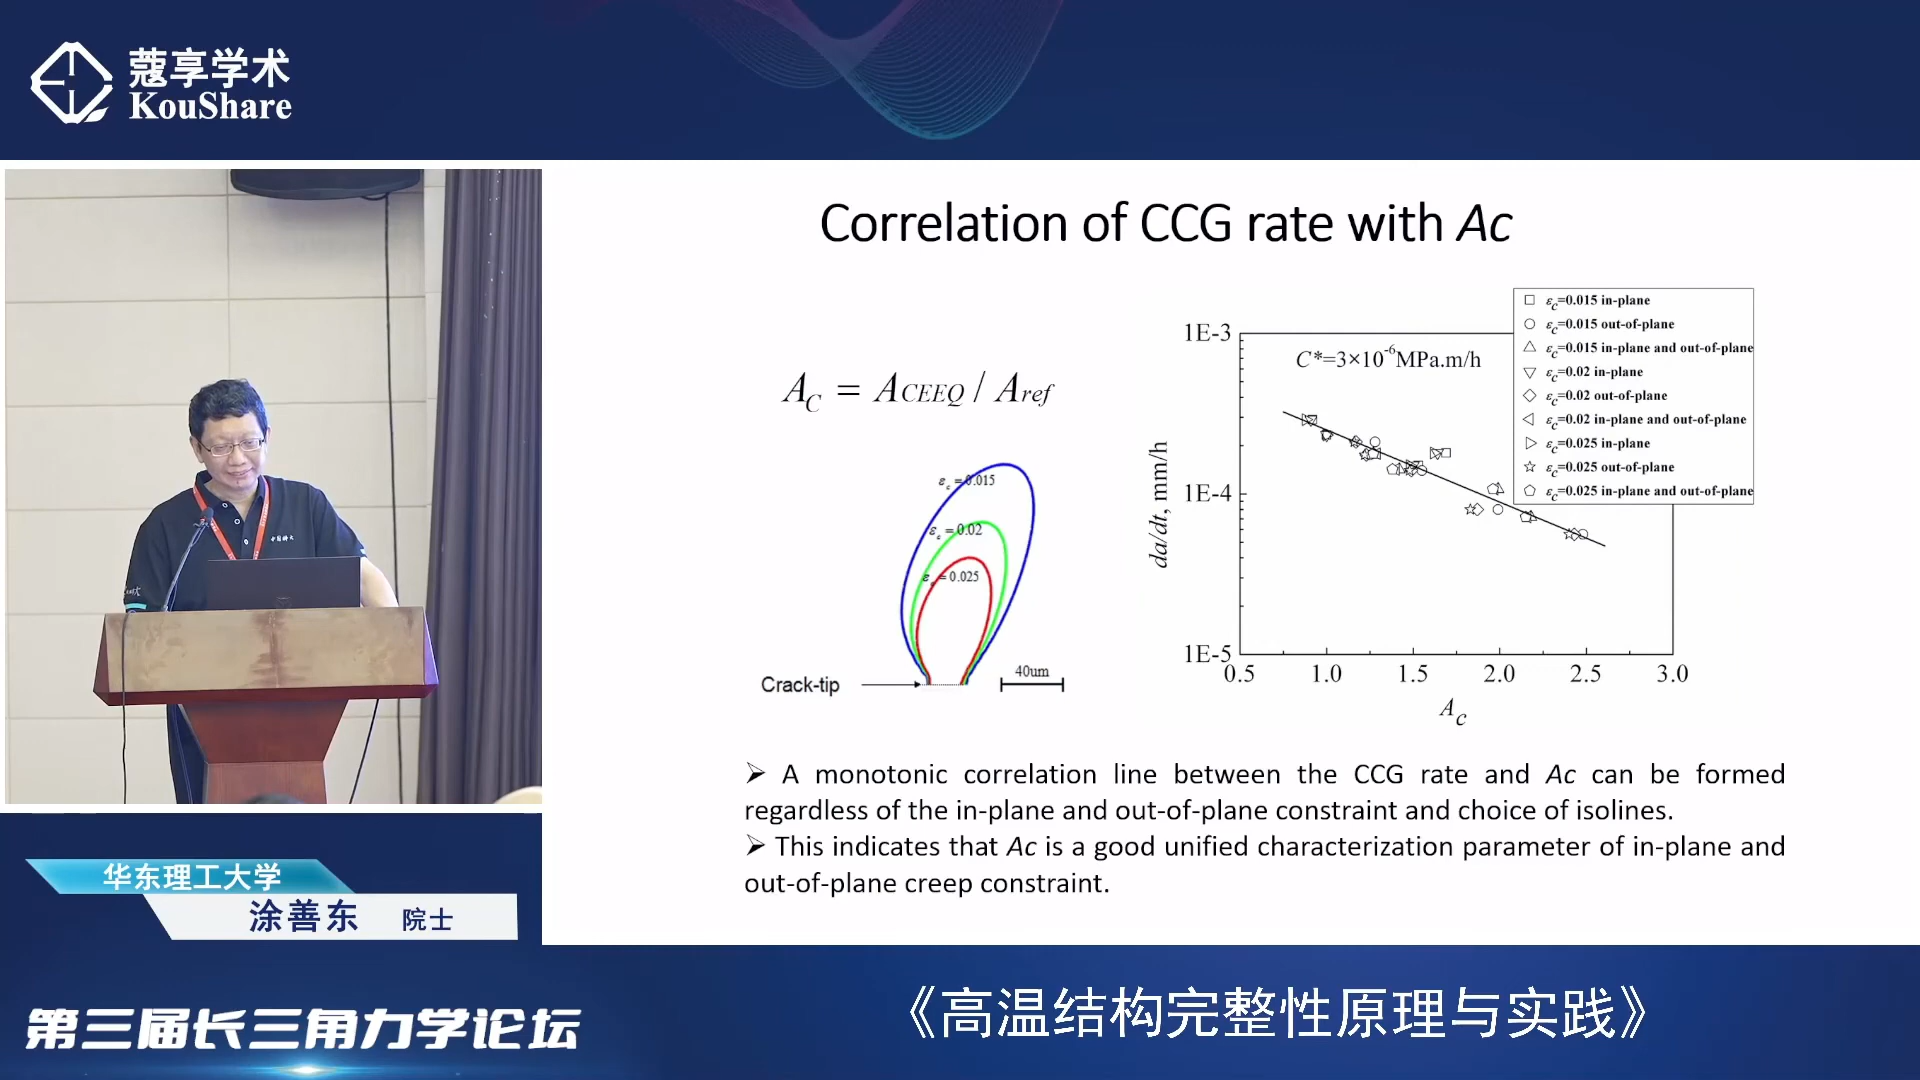 蔻享学术
KouShare
Correlation of CCG rate with Ac
A_C = A_CEEQ / A_ref
ε_c = 0.015
ε_c = 0.02
ε_c = 0.025
Crack-tip
40um
1E-3
1E-4
1E-5
da/dt, mm/h
C*=3×10^-6 MPa.m/h
ε_c=0.015 in-plane
ε_c=0.015 out-of-plane
ε_c=0.015 in-plane and out-of-plane
ε_c=0.02 in-plane
ε_c=0.02 out-of-plane
ε_c=0.02 in-plane and out-of-plane
ε_c=0.025 in-plane
ε_c=0.025 out-of-plane
ε_c=0.025 in-plane and out-of-plane
0.5 1.0 1.5 2.0 2.5 3.0
A_c
➢ A monotonic correlation line between the CCG rate and Ac can be formed
regardless of the in-plane and out-of-plane constraint and choice of isolines.
➢ This indicates that Ac is a good unified characterization parameter of in-plane and
out-of-plane creep constraint.
华东理工大学
涂善东 院士
第三届长三角力学论坛
《高温结构完整性原理与实践》